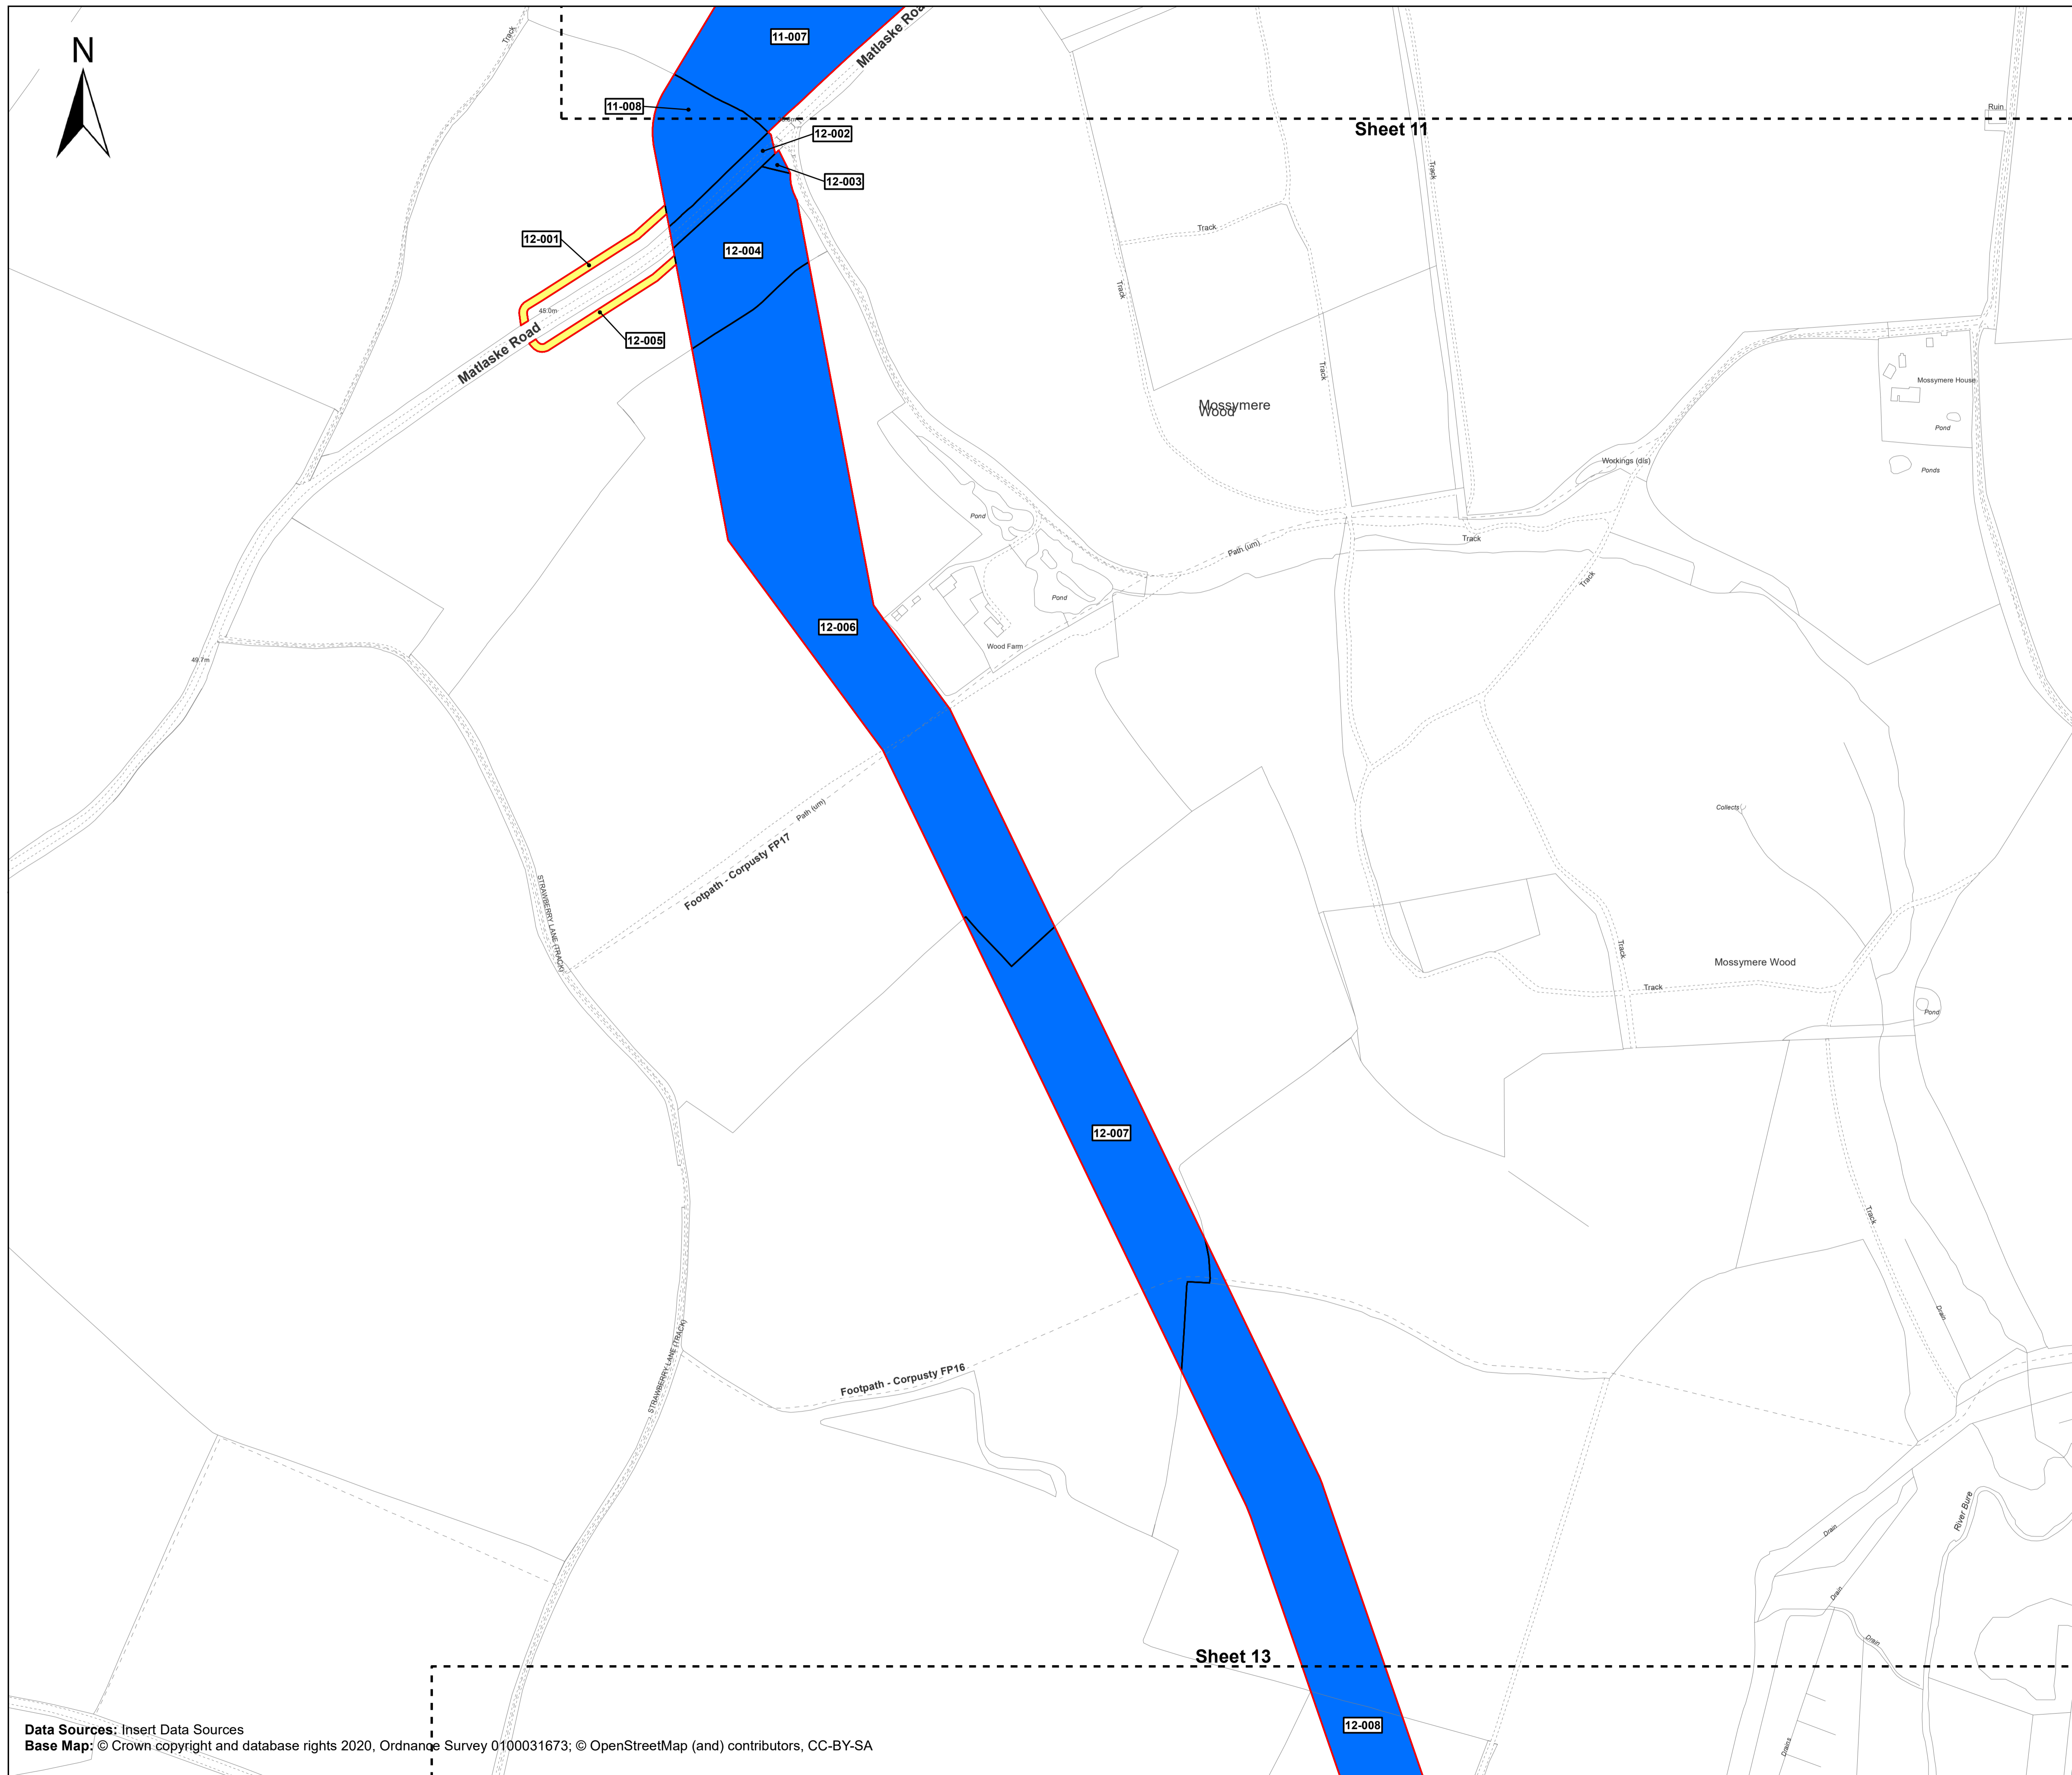 N
Track
11-007
Matlaske Road
11-008
12-002
Sheet 11
Ruin
12-003
Track
12-001
12-004
Track
Track
45.0m
12-005
Matlaske Road
Track
Mossymere
Wood
Mossymere House
Pond
Workings (dis)
Ponds
Pond
Path (um)
Track
Track
Pond
12-006
Wood Farm
49.7m
Path (um)
Collects
Footpath - Corpusty FP17
STRAWBERRY LANE (TRACK)
Track
Mossymere Wood
Track
Pond
12-007
Track
Drain
STRAWBERRY LANE (TRACK)
Footpath - Corpusty FP16
River Bure
Drain
Drain
Drain
Sheet 13
12-008
Drains
Data Sources: Insert Data Sources
Base Map: © Crown copyright and database rights 2020, Ordnance Survey 0100031673; © OpenStreetMap (and) contributors, CC-BY-SA